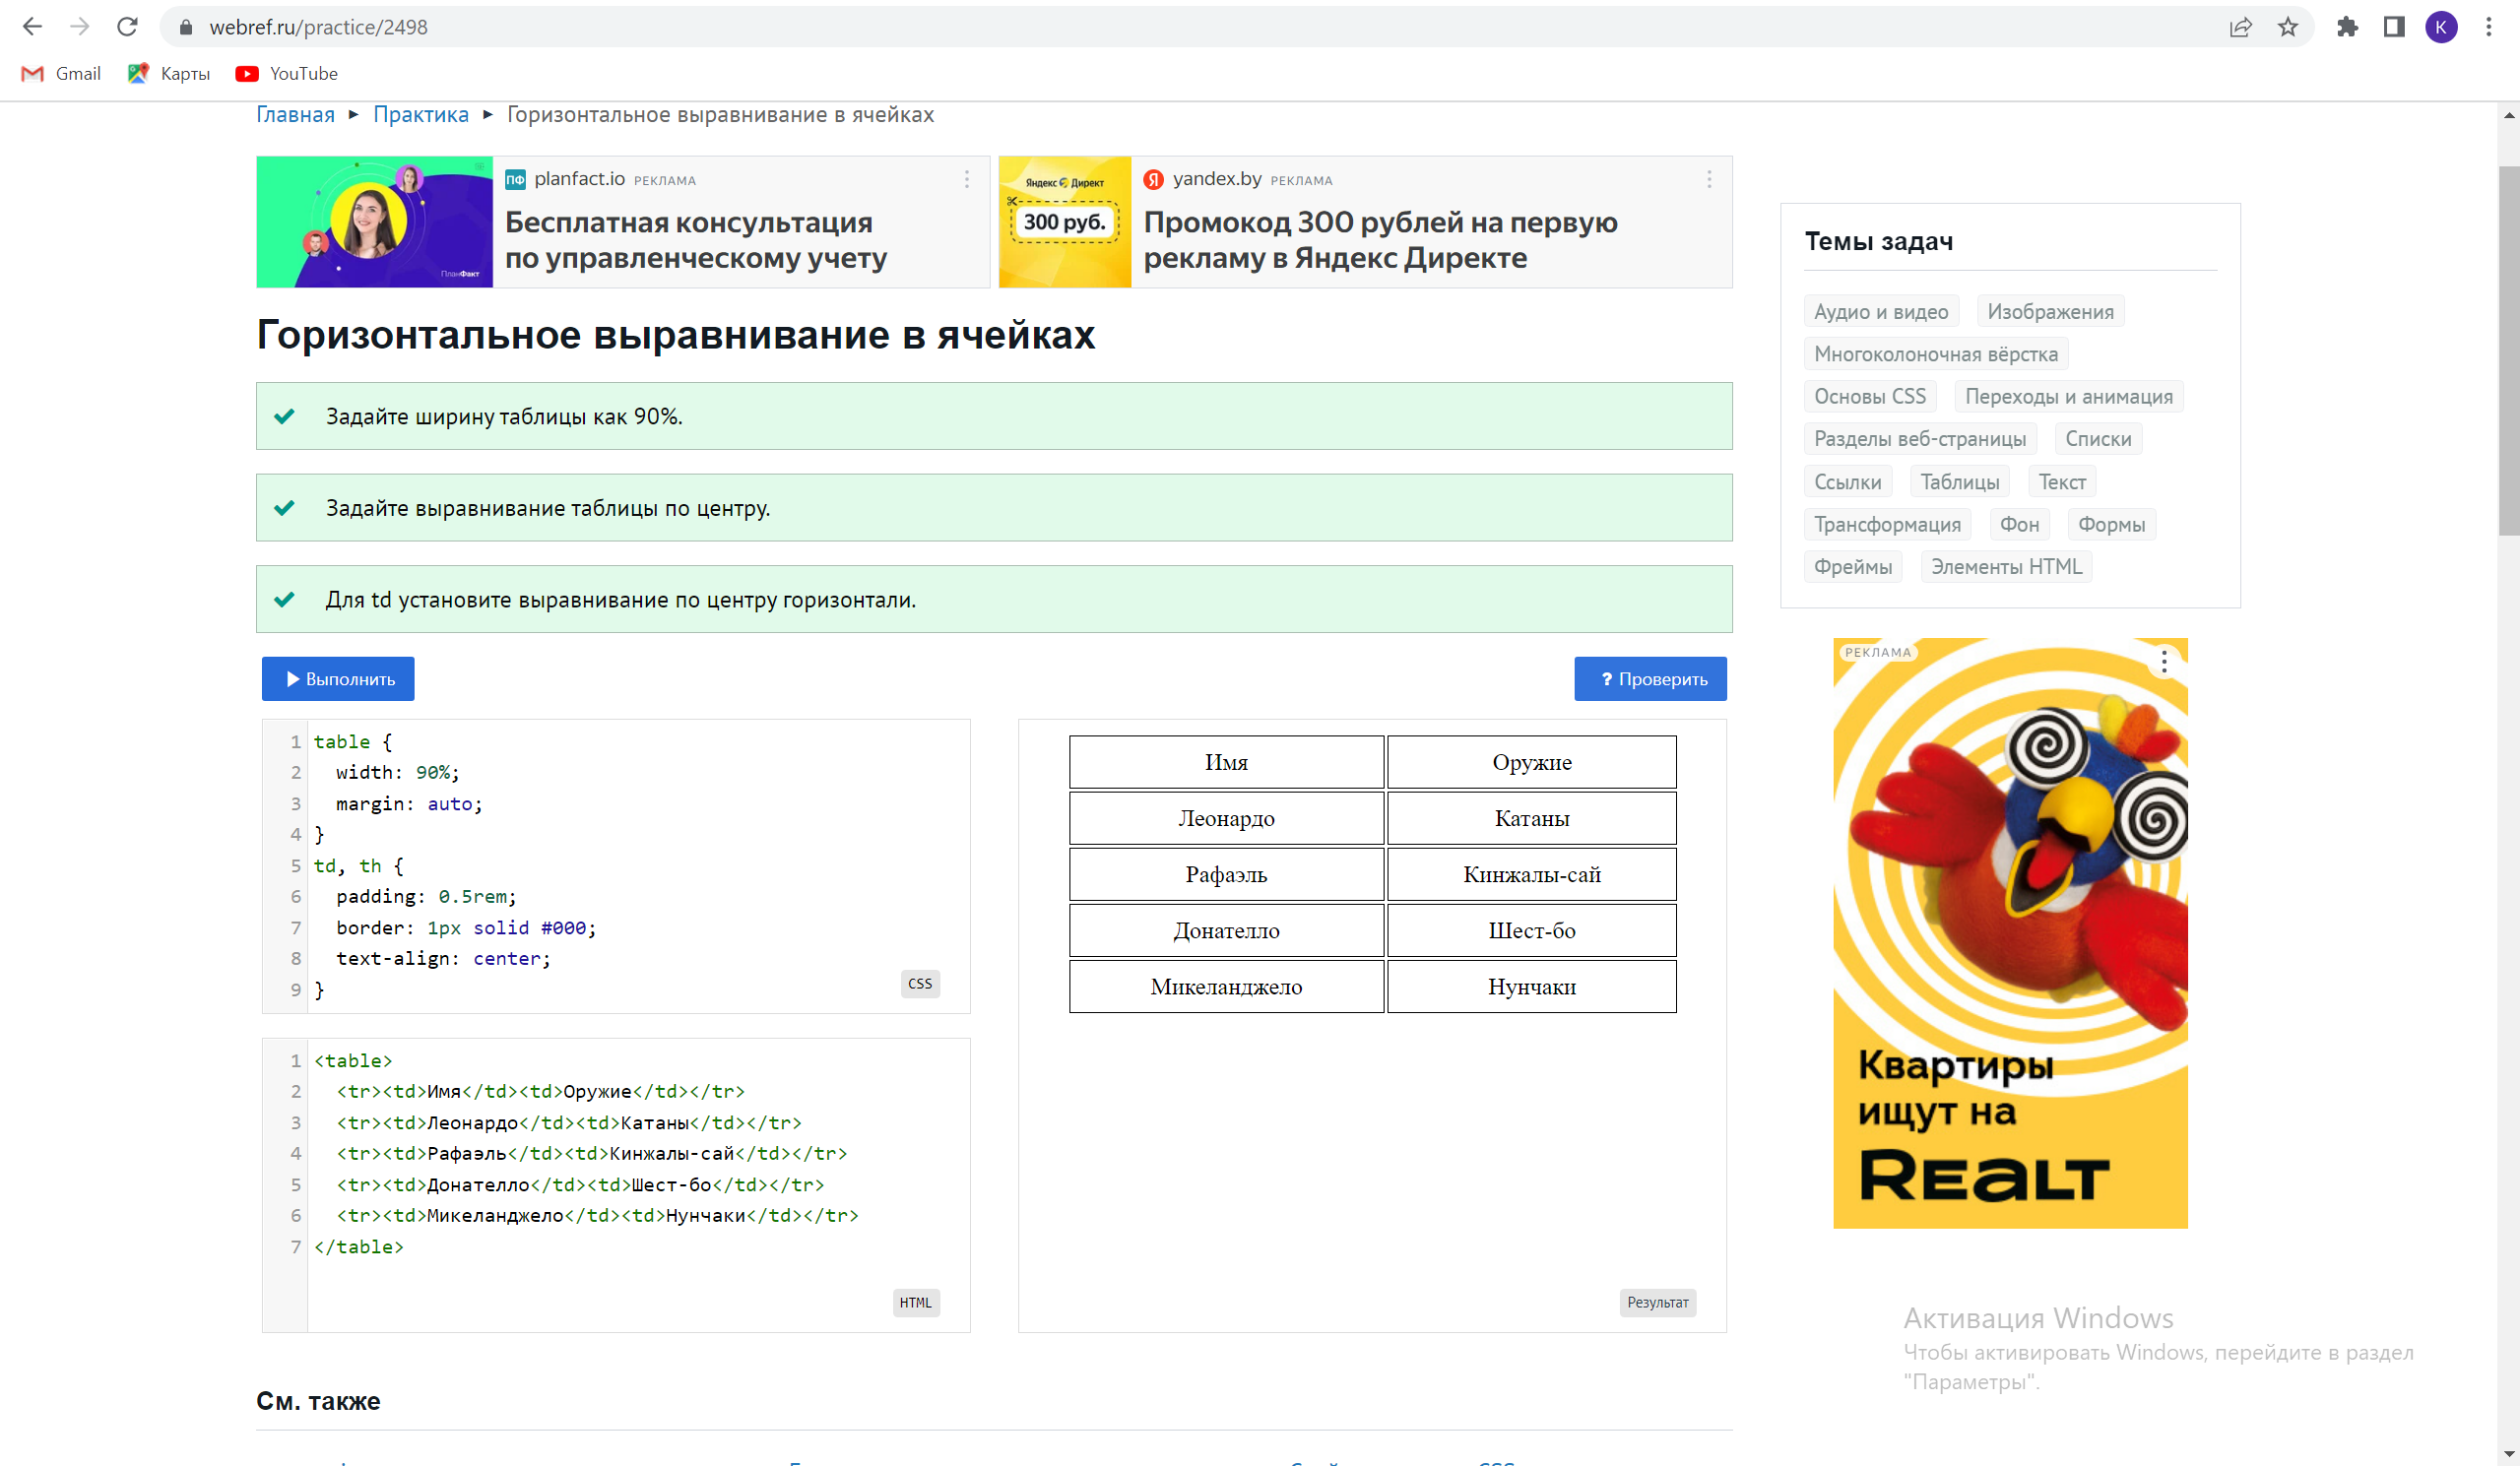 webref.ru/practice/2498
K
Gmail
Карты
YouTube
Главная ► Практика ► Горизонтальное выравнивание в ячейках
ПланФакт
ПФ planfact.io РЕКЛАМА
Бесплатная консультация
по управленческому учету
Яндекс Директ
300 руб.
Я yandex.by РЕКЛАМА
Промокод 300 рублей на первую
рекламу в Яндекс Директе
Горизонтальное выравнивание в ячейках
Задайте ширину таблицы как 90%.
Задайте выравнивание таблицы по центру.
Для td установите выравнивание по центру горизонтали.
Выполнить
? Проверить
1 table {
2 width: 90%;
3 margin: auto;
4 }
5 td, th {
6 padding: 0.5rem;
7 border: 1px solid #000;
8 text-align: center;
9 }
CSS
1 <table>
2 <tr><td>Имя</td><td>Оружие</td></tr>
3 <tr><td>Леонардо</td><td>Катаны</td></tr>
4 <tr><td>Рафаэль</td><td>Кинжалы-сай</td></tr>
5 <tr><td>Донателло</td><td>Шест-бо</td></tr>
6 <tr><td>Микеланджело</td><td>Нунчаки</td></tr>
7 </table>
HTML
Имя Оружие
Леонардо Катаны
Рафаэль Кинжалы-сай
Донателло Шест-бо
Микеланджело Нунчаки
Результат
См. также
Темы задач
Аудио и видео Изображения
Многоколоночная вёрстка
Основы CSS Переходы и анимация
Разделы веб-страницы Списки
Ссылки Таблицы Текст
Трансформация Фон Формы
Фреймы Элементы HTML
РЕКЛАМА
Квартиры
ищут на
REALT
Активация Windows
Чтобы активировать Windows, перейдите в раздел
"Параметры".